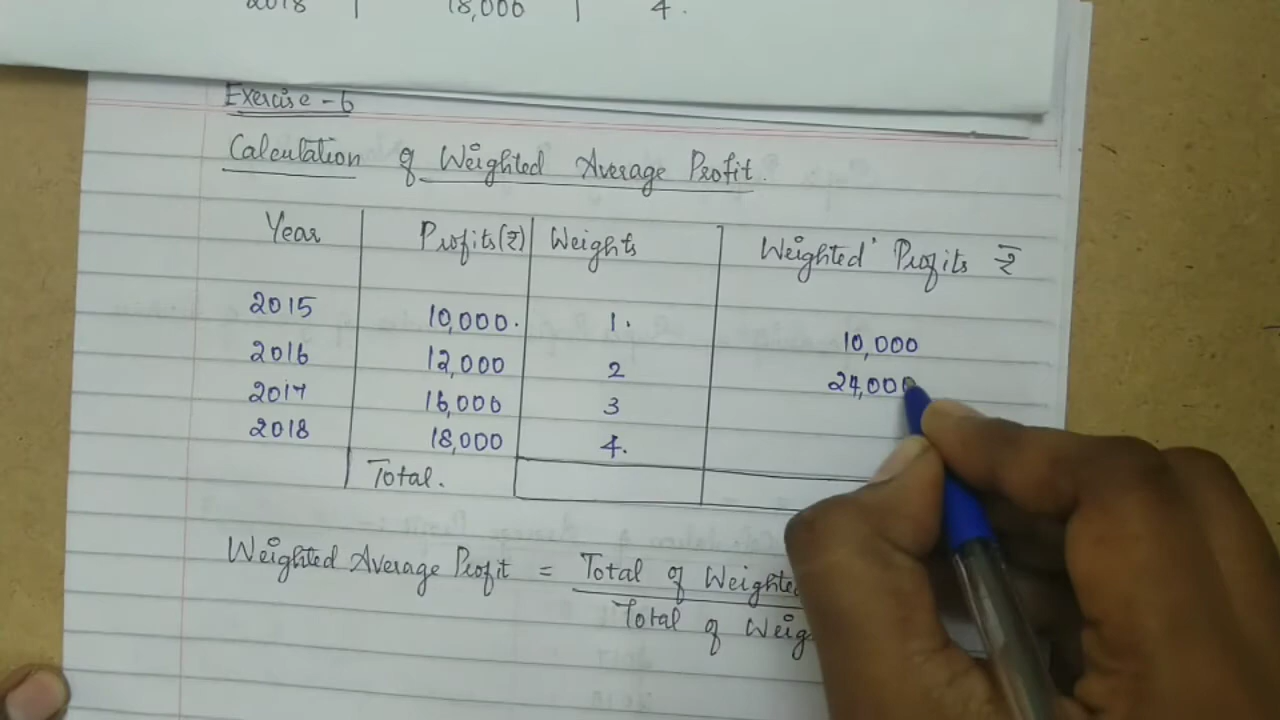 2018 18,000 4.
Exercise - 6
Calculation of Weighted Average Profit.
Year Profits (₹) Weights Weighted Profits ₹
2015 10,000. 1. 10,000
2016 12,000 2 24,000
2017 16,000 3
2018 18,000 4.
Total.
Weighted Average Profit = Total of Weighted
Total of Weig